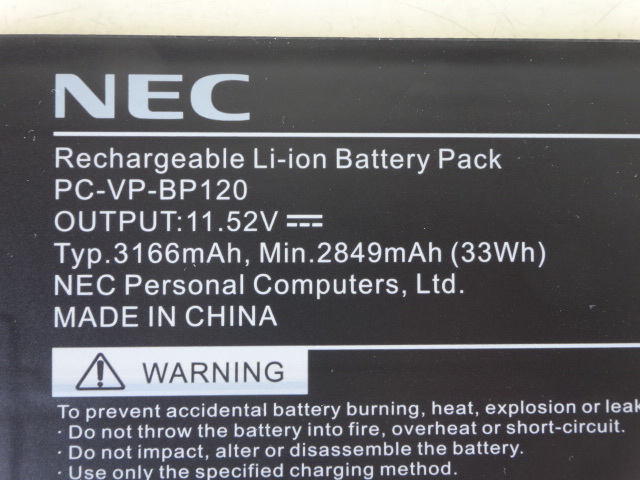 NEC
Rechargeable Li-ion Battery Pack
PC-VP-BP120
OUTPUT:11.52V
Typ.3166mAh, Min.2849mAh (33Wh)
NEC Personal Computers, Ltd.
MADE IN CHINA
WARNING
To prevent accidental battery burning, heat, explosion or leak
· Do not throw the battery into fire, overheat or short-circuit.
· Do not impact, alter or disassemble the battery.
· Use only the specified charging method.